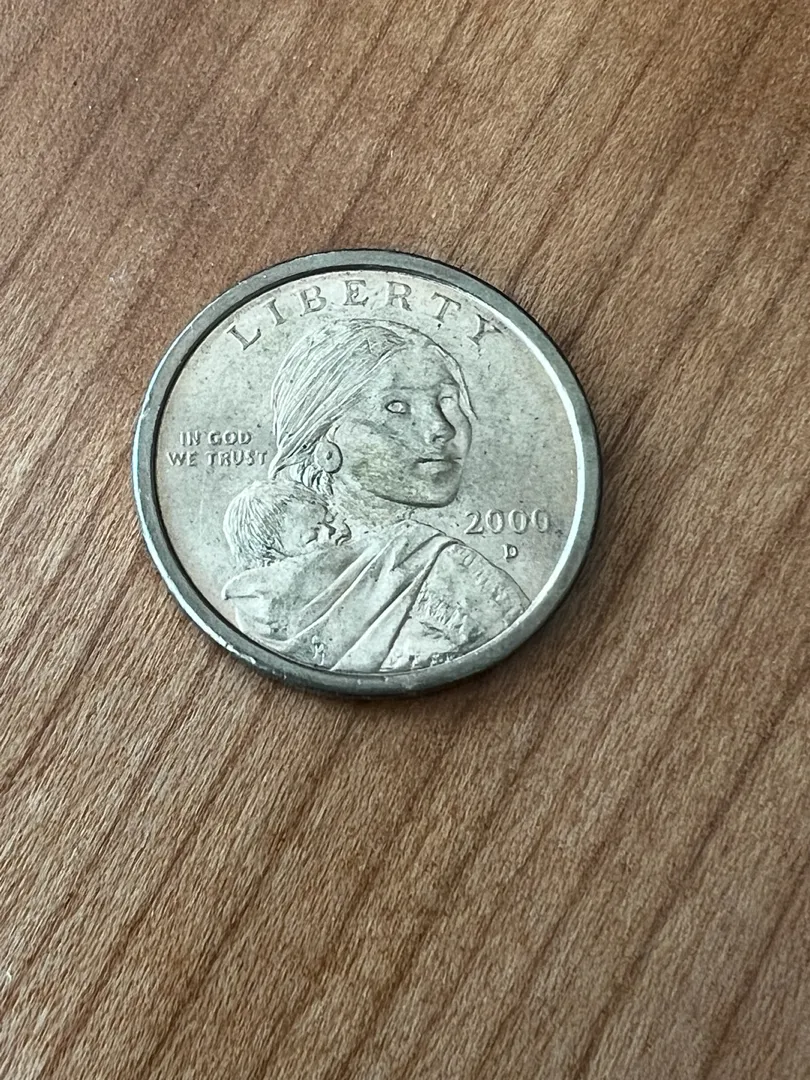 LIBERTY
IN GOD
WE TRUST
2000
D